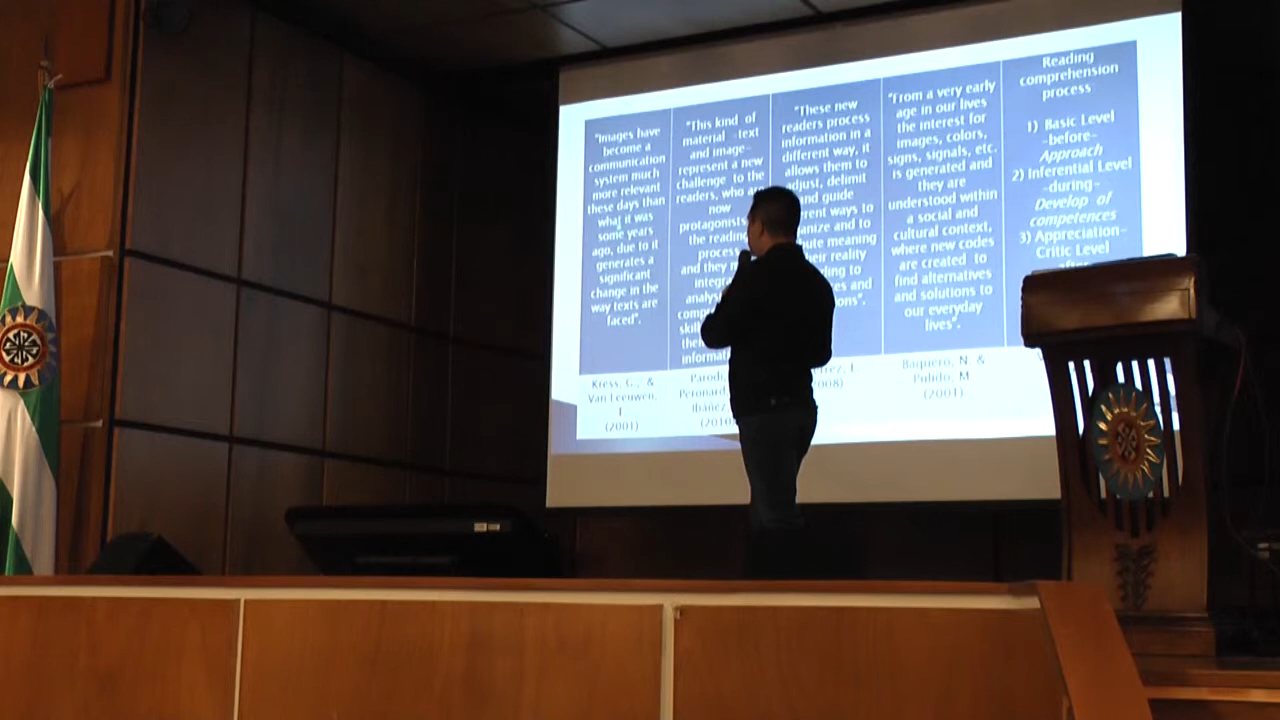 "Images have
become a
communication
system much
more relevant
these days than
what it was
some years
ago, due to it
generates a
significant
change in the
way texts are
faced".
Kress, G., &
Van Leeuwen,
T.
(2001)
"This kind of
material -text
and image-
represent a new
challenge to the
readers, who are
now
protagonists
the reading
process
and they
"These new
readers process
information in a
different way, it
allows them to
adjust, delimit
and guide
ways to
and to
meaning
reality
to
and
"From a very early
age in our lives
the interest for
images, colors,
signs, signals, etc.
is generated and
they are
understood within
a social and
cultural context,
where new codes
are created to
find alternatives
and solutions to
our everyday
lives".
Baquero, N. &
Pulido, M.
(2001)
Reading
comprehension
process
1) Basic Level
-before-
Approach
2) Inferential Level
-during-
Develop of
competences
3) Appreciation-
Critic Level